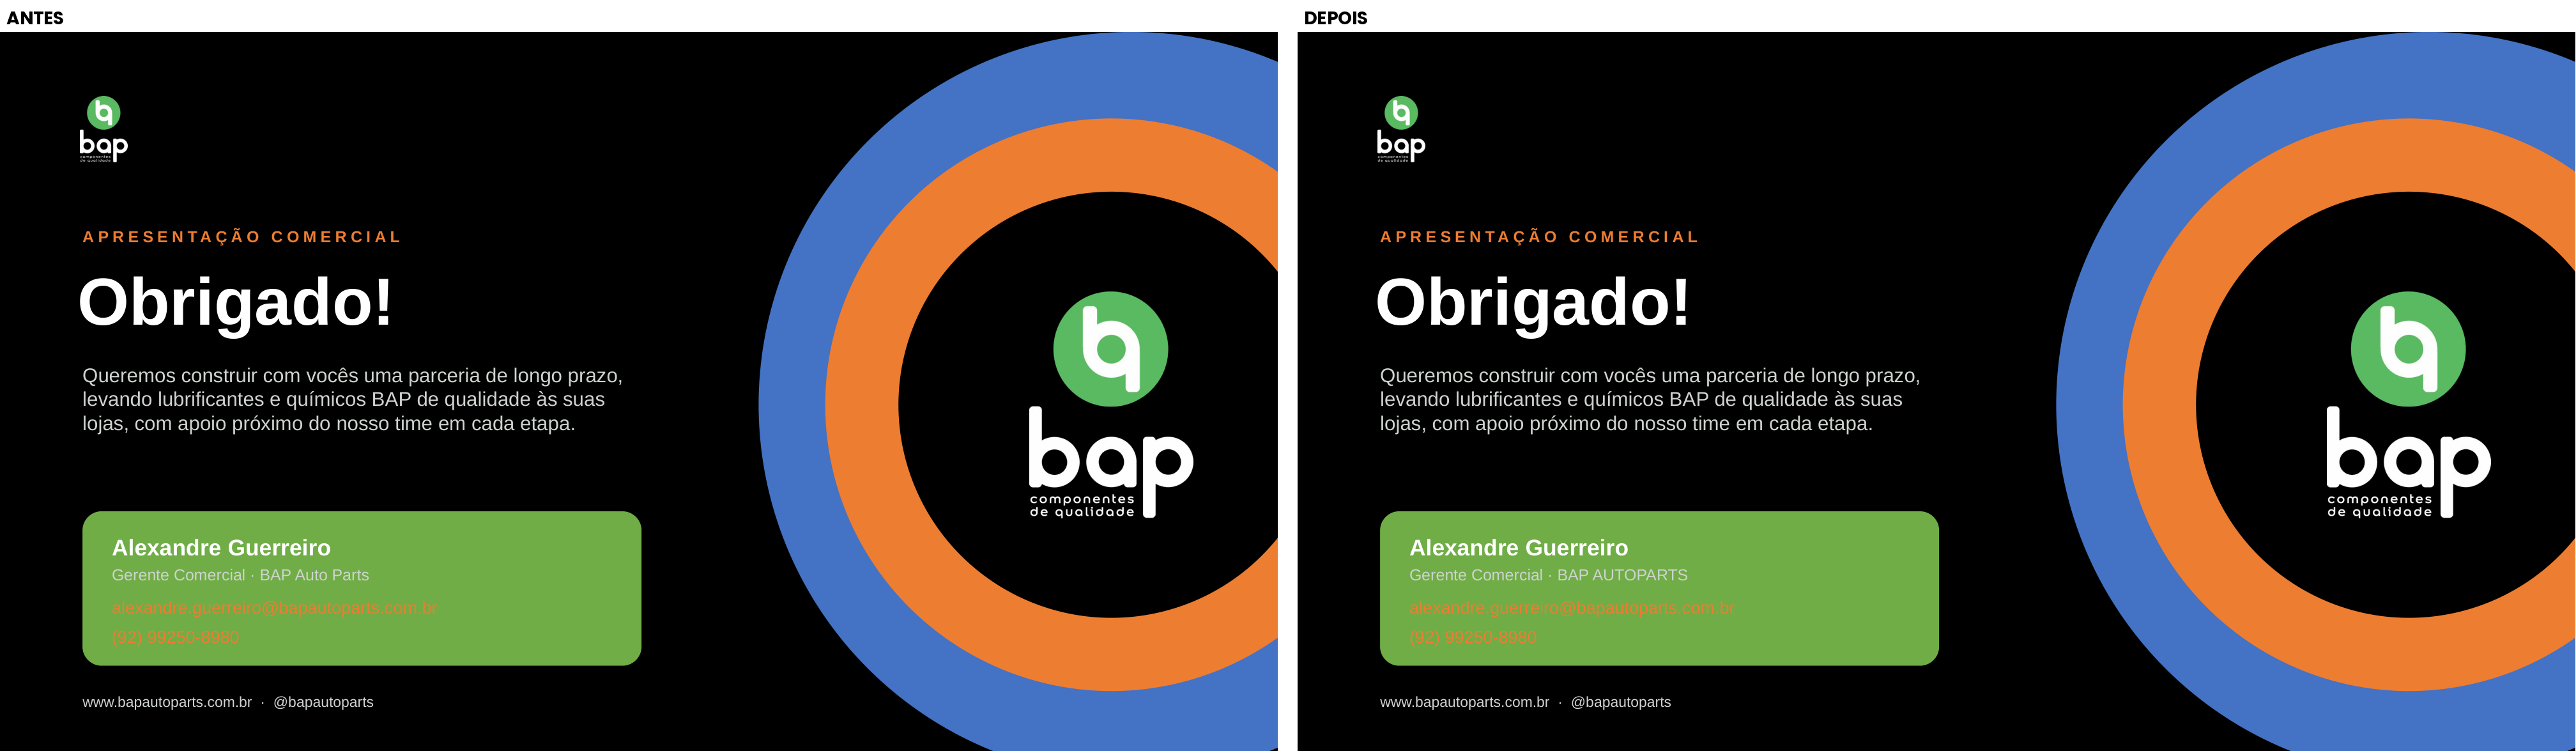 ANTES
bap
componentes
de qualidade
APRESENTAÇÃO COMERCIAL
Obrigado!
Queremos construir com vocês uma parceria de longo prazo,
levando lubrificantes e químicos BAP de qualidade às suas
lojas, com apoio próximo do nosso time em cada etapa.
Alexandre Guerreiro
Gerente Comercial · BAP Auto Parts
alexandre.guerreiro@bapautoparts.com.br
(92) 99250-8980
www.bapautoparts.com.br · @bapautoparts
bap
componentes
de qualidade
DEPOIS
bap
componentes
de qualidade
APRESENTAÇÃO COMERCIAL
Obrigado!
Queremos construir com vocês uma parceria de longo prazo,
levando lubrificantes e químicos BAP de qualidade às suas
lojas, com apoio próximo do nosso time em cada etapa.
Alexandre Guerreiro
Gerente Comercial · BAP AUTOPARTS
alexandre.guerreiro@bapautoparts.com.br
(92) 99250-8980
www.bapautoparts.com.br · @bapautoparts
bap
componentes
de qualidade